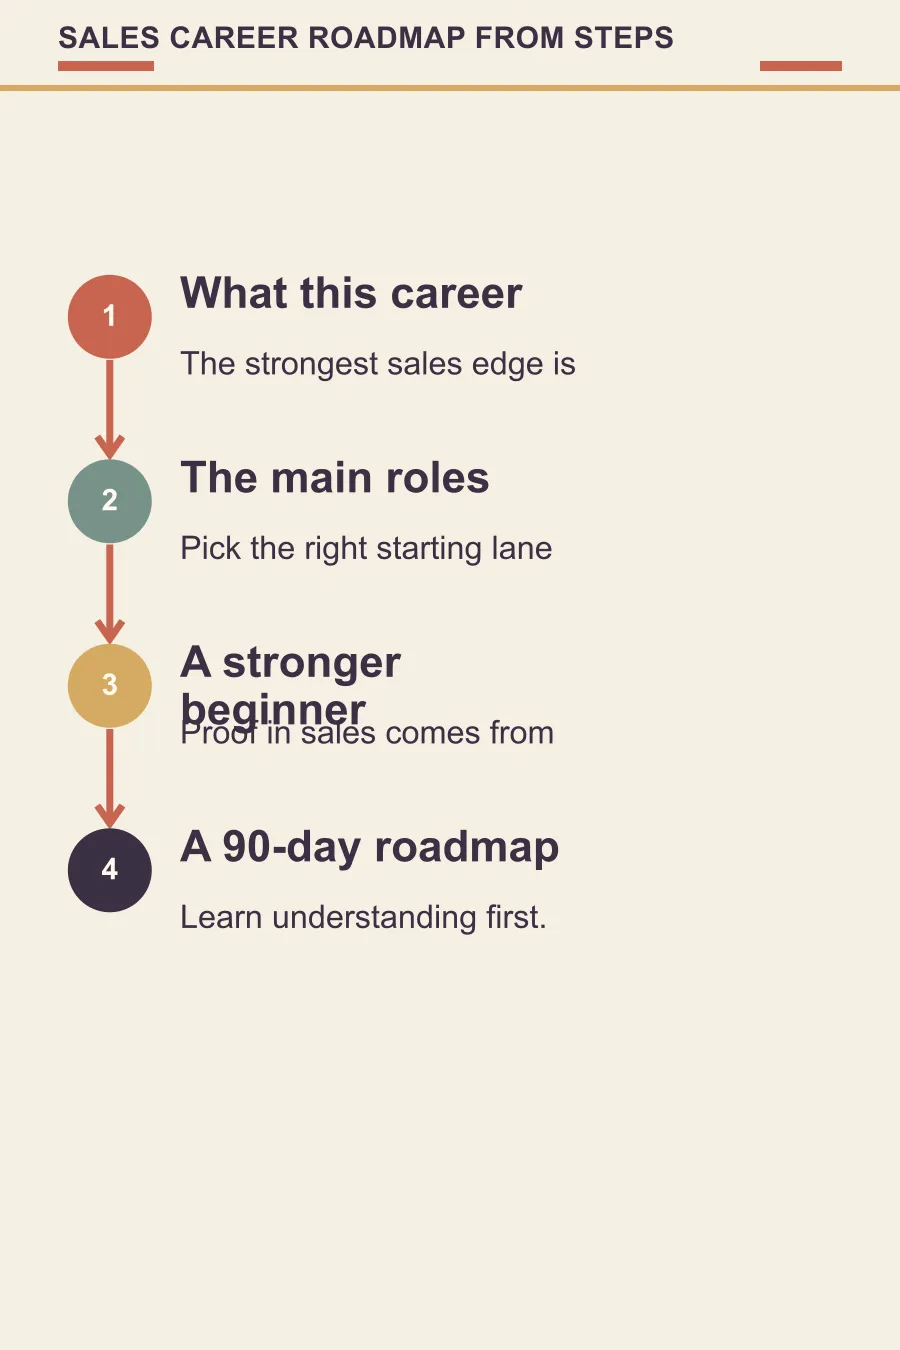 SALES CAREER ROADMAP FROM STEPS
1
What this career
The strongest sales edge is
2
The main roles
Pick the right starting lane
3
A stronger
beginner
Proof in sales comes from
4
A 90-day roadmap
Learn understanding first.